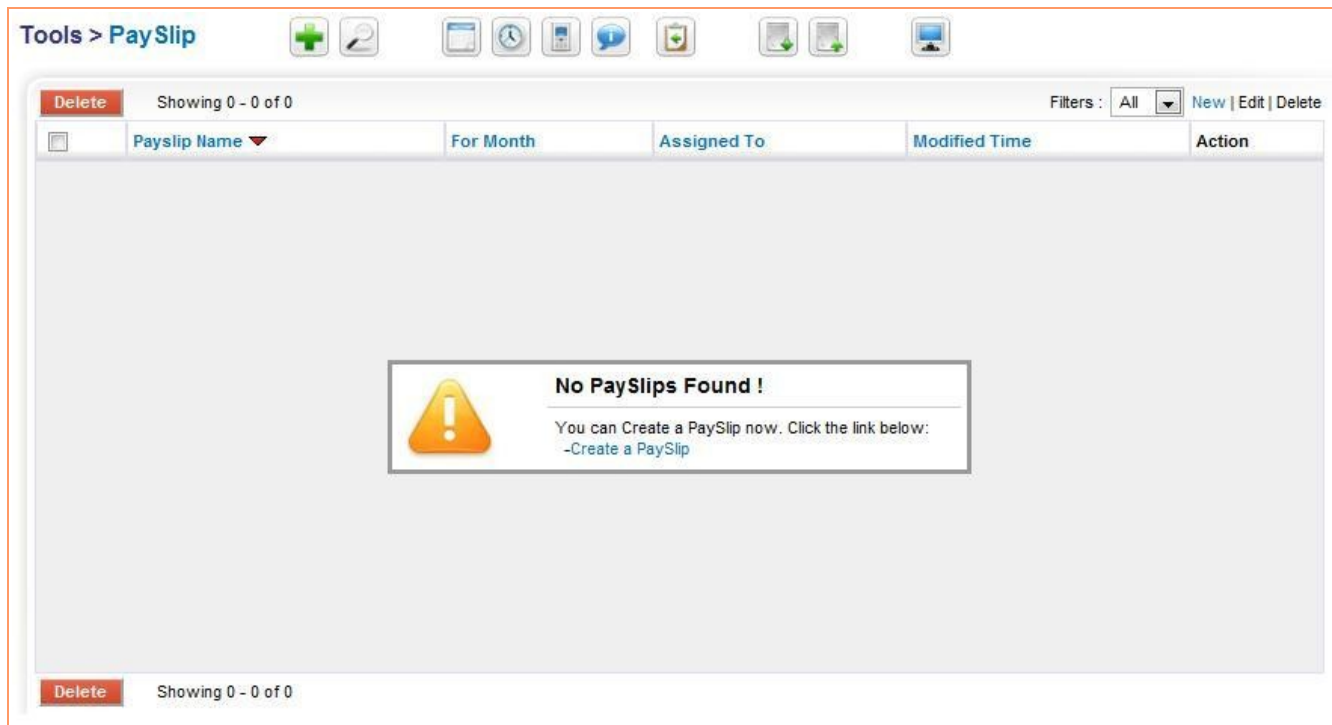 Tools > PaySlip
Delete Showing 0 - 0 of 0 Filters : All New | Edit | Delete
Payslip Name For Month Assigned To Modified Time Action
No PaySlips Found !
You can Create a PaySlip now. Click the link below:
-Create a PaySlip
Delete Showing 0 - 0 of 0